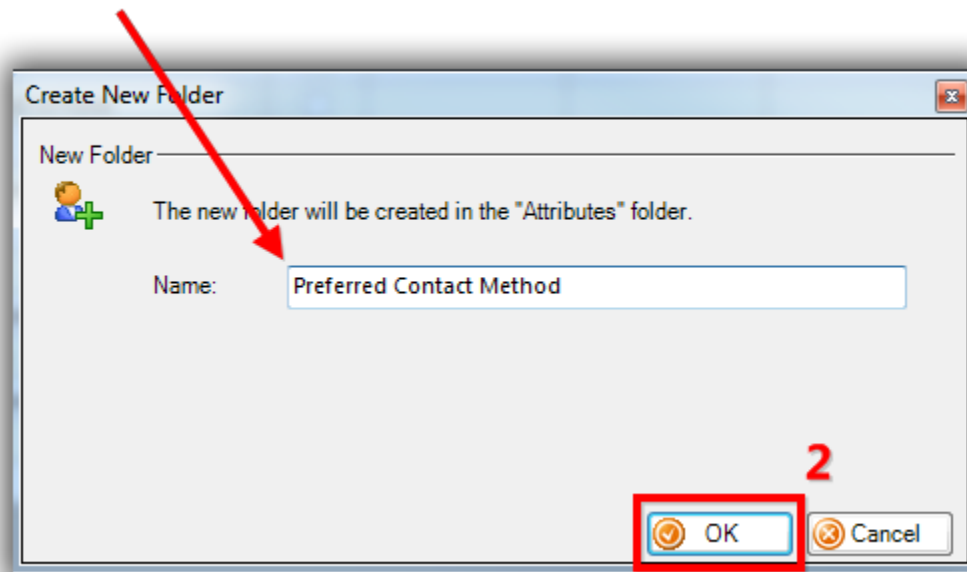 Create New Folder
New Folder
The new folder will be created in the "Attributes" folder.
Name: Preferred Contact Method
2
OK Cancel